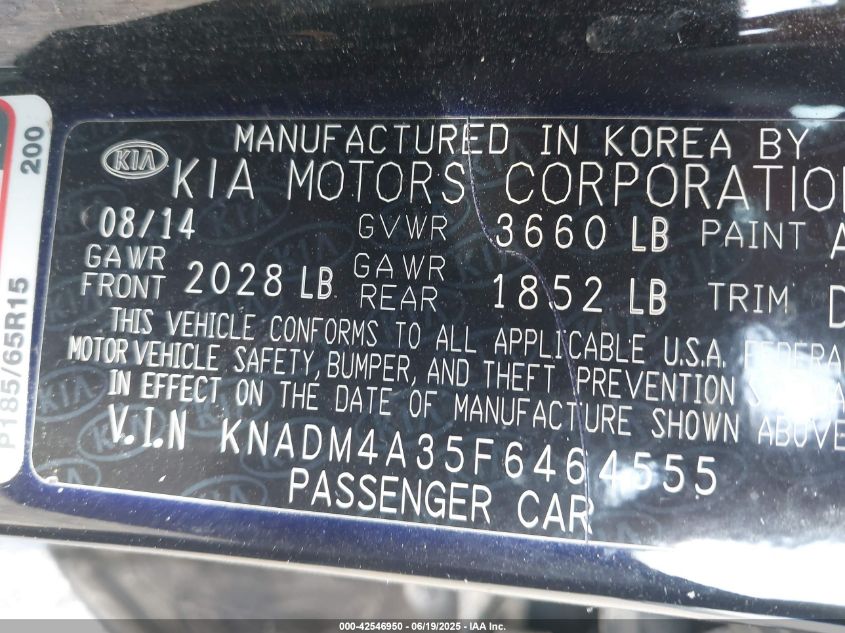 MANUFACTURED IN KOREA BY
KIA KIA MOTORS CORPORATION
08/14 GVWR 3660 LB PAINT A
GAWR FRONT 2028 LB GAWR REAR 1852 LB TRIM D
THIS VEHICLE CONFORMS TO ALL APPLICABLE U.S.A. FEDERA
MOTOR VEHICLE SAFETY, BUMPER, AND THEFT PREVENTION
IN EFFECT ON THE DATE OF MANUFACTURE SHOWN ABOVE
V.I.N KNADM4A35F6464555
PASSENGER CAR
200
P185/65R15
000-42546950 - 06/19/2025 - IAA Inc.